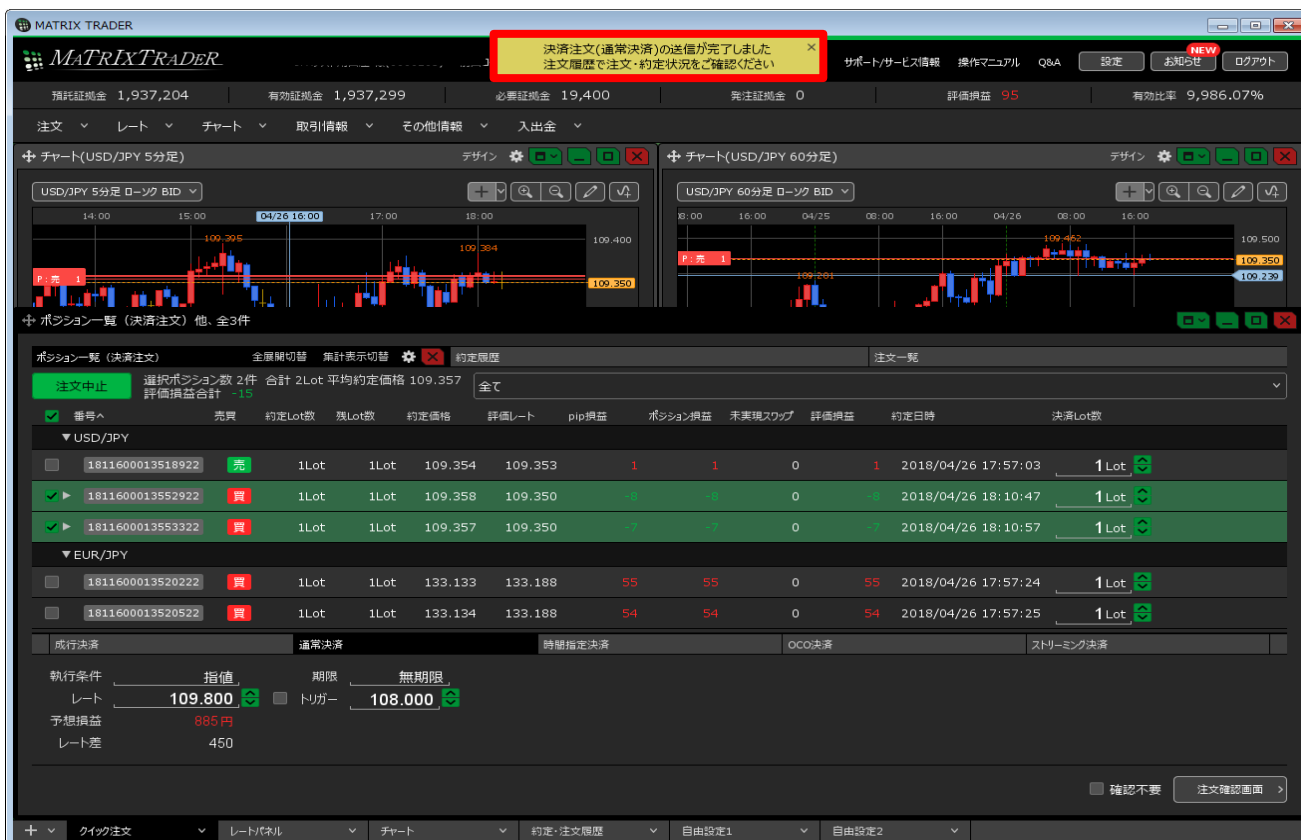 MATRIX TRADER
MATRIXTRADER
決済注文(通常決済)の送信が完了しました ×
注文履歴で注文・約定状況をご確認ください
サポート/サービス情報 操作マニュアル Q&A 設定 お知らせ NEW ログアウト
預託証拠金 1,937,204 有効証拠金 1,937,299 必要証拠金 19,400 発注証拠金 0 評価損益 95 有効比率 9,986.07%
注文 レート チャート 取引情報 その他情報 入出金
チャート(USD/JPY 5分足) デザイン
USD/JPY 5分足 ローソク BID
14:00 15:00 04/26 16:00 17:00 18:00
109.395
109.384
109.400
P:売 1
109.350
チャート(USD/JPY 60分足) デザイン
USD/JPY 60分足 ローソク BID
8:00 16:00 04/25 08:00 16:00 04/26 08:00 16:00
109.462
109.500
P:売 1
109.350
109.201
109.239
ポジション一覧(決済注文)他、全3件
ポジション一覧(決済注文) 全展開切替 集計表示切替 約定履歴 注文一覧
注文中止 選択ポジション数 2件 合計 2Lot 平均約定価格 109.357
評価損益合計 -15
全て
番号へ 売買 約定Lot数 残Lot数 約定価格 評価レート pip損益 ポジション損益 未実現スワップ 評価損益 約定日時 決済Lot数
▼USD/JPY
1811600013518922 売 1Lot 1Lot 109.354 109.353 1 1 0 1 2018/04/26 17:57:03 1 Lot
1811600013552922 買 1Lot 1Lot 109.358 109.350 -8 -8 0 -8 2018/04/26 18:10:47 1 Lot
1811600013553322 買 1Lot 1Lot 109.357 109.350 -7 -7 0 -7 2018/04/26 18:10:57 1 Lot
▼EUR/JPY
1811600013520222 買 1Lot 1Lot 133.133 133.188 55 55 0 55 2018/04/26 17:57:24 1 Lot
1811600013520522 買 1Lot 1Lot 133.134 133.188 54 54 0 54 2018/04/26 17:57:25 1 Lot
成行決済 通常決済 時間指定決済 OCO決済 ストリーミング決済
執行条件 指値 期限 無期限
レート 109.800 トリガー 108.000
予想損益 885円
レート差 450
確認不要 注文確認画面 >
クイック注文 レートパネル チャート 約定・注文履歴 自由設定1 自由設定2